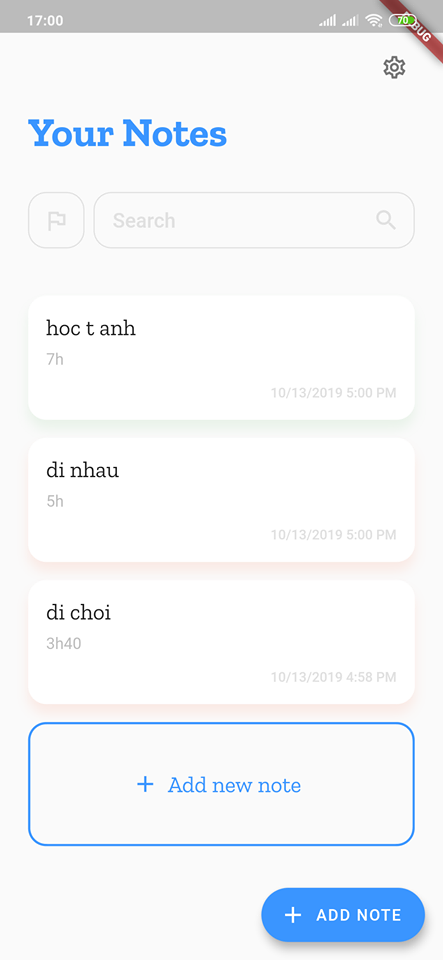 17:00
70
Your Notes
Search
hoc t anh
7h
10/13/2019 5:00 PM
di nhau
5h
10/13/2019 5:00 PM
di choi
3h40
10/13/2019 4:58 PM
+ Add new note
+ ADD NOTE